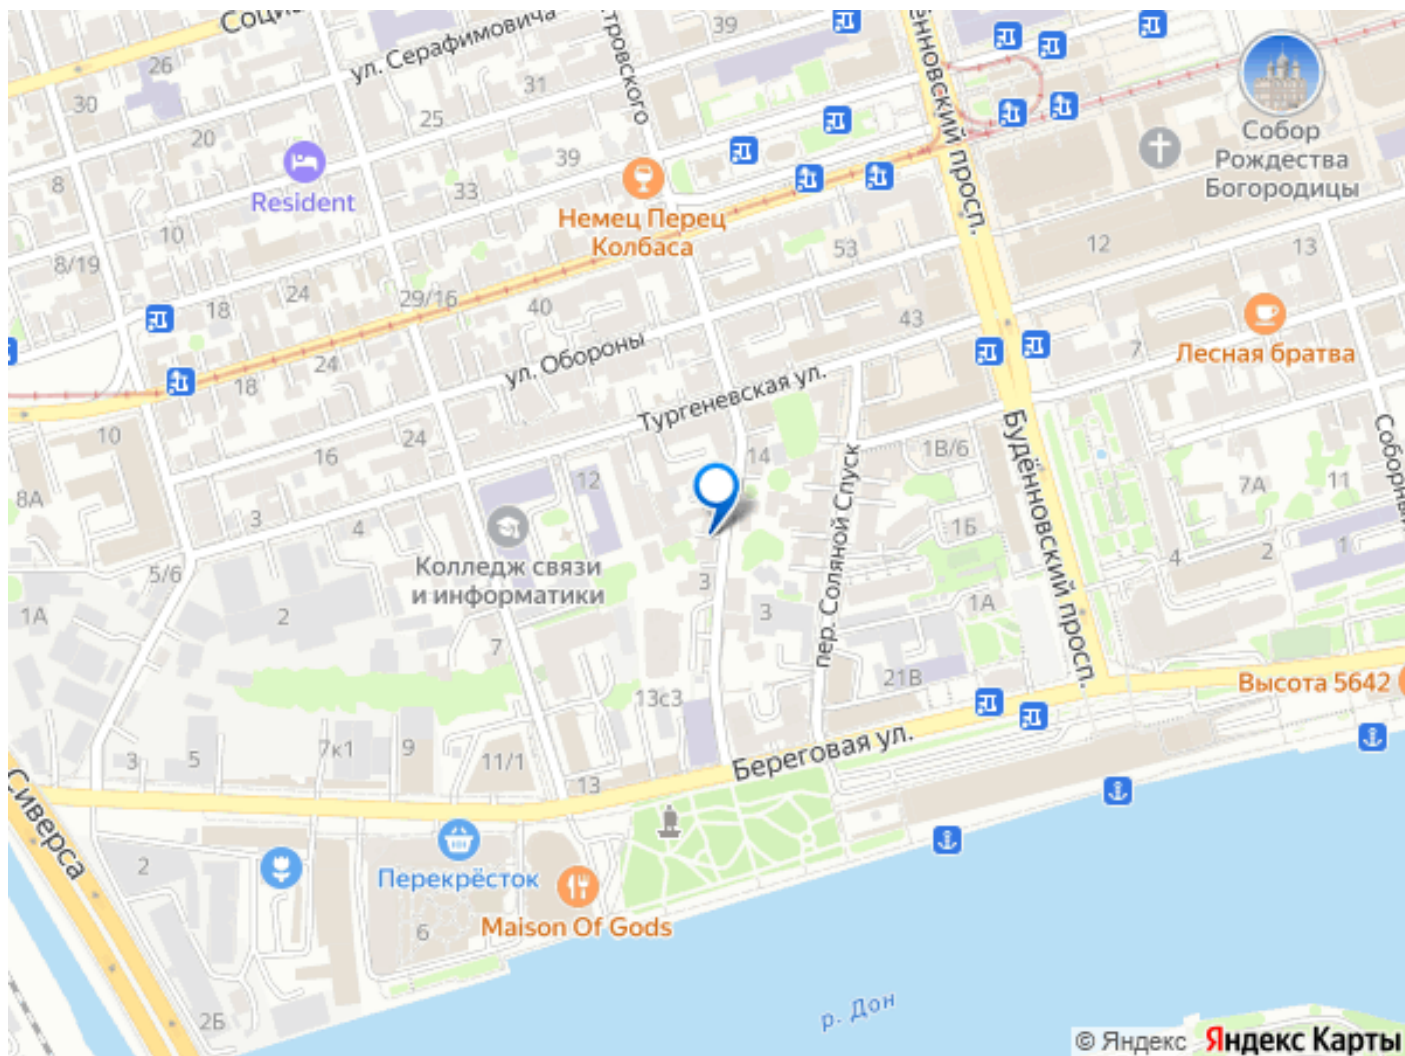 Социа
ул. Серафимовича
тровского
ённовский просп.
39
26
30
31
25
20
39
33
8
Resident
10
8/19
Немец Перец
Колбаса
Собор
Рождества
Богородицы
53
12
13
24
29/16
18
40
43
24
18
ул. Обороны
7
Лесная братва
Тургеневская ул.
10
24
16
14
1В/6
Будённовский просп.
Соборный
8А
12
3
4
7А
11
пер. Соляной Спуск
1Б
4
2
1
Колледж связи
и информатики
5/6
3
3
1А
1А
2
7
21В
13с3
Высота 5642
Береговая ул.
3
5
7к1
9
11/1
13
Сиверса
2
Перекрёсток
Maison Of Gods
6
2Б
р. Дон
© Яндекс Яндекс Карты